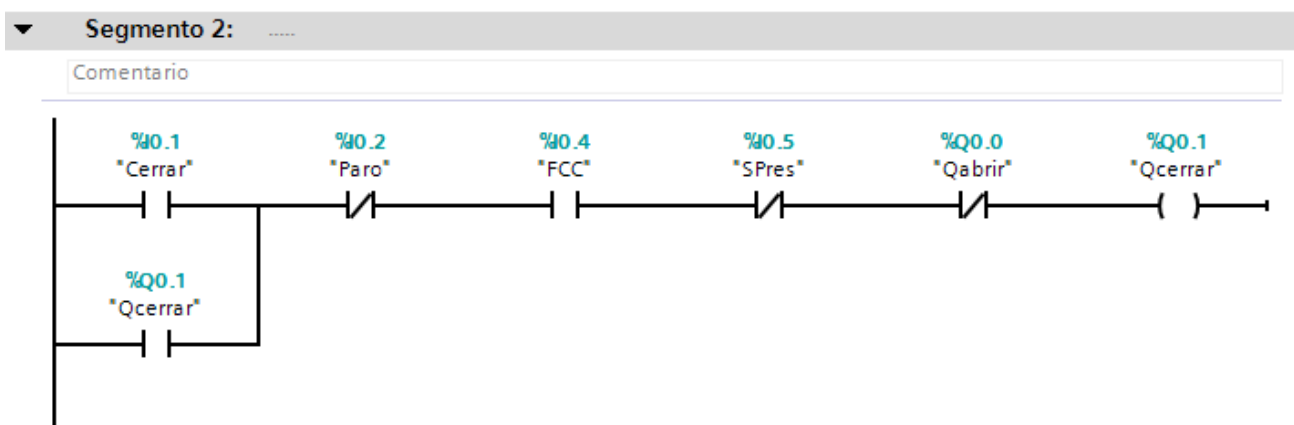 Segmento 2: .....
Comentario
%I0.1 %I0.2 %I0.4 %I0.5 %Q0.0 %Q0.1
"Cerrar" "Paro" "FCC" "SPres" "Qabrir" "Qcerrar"
%Q0.1
"Qcerrar"